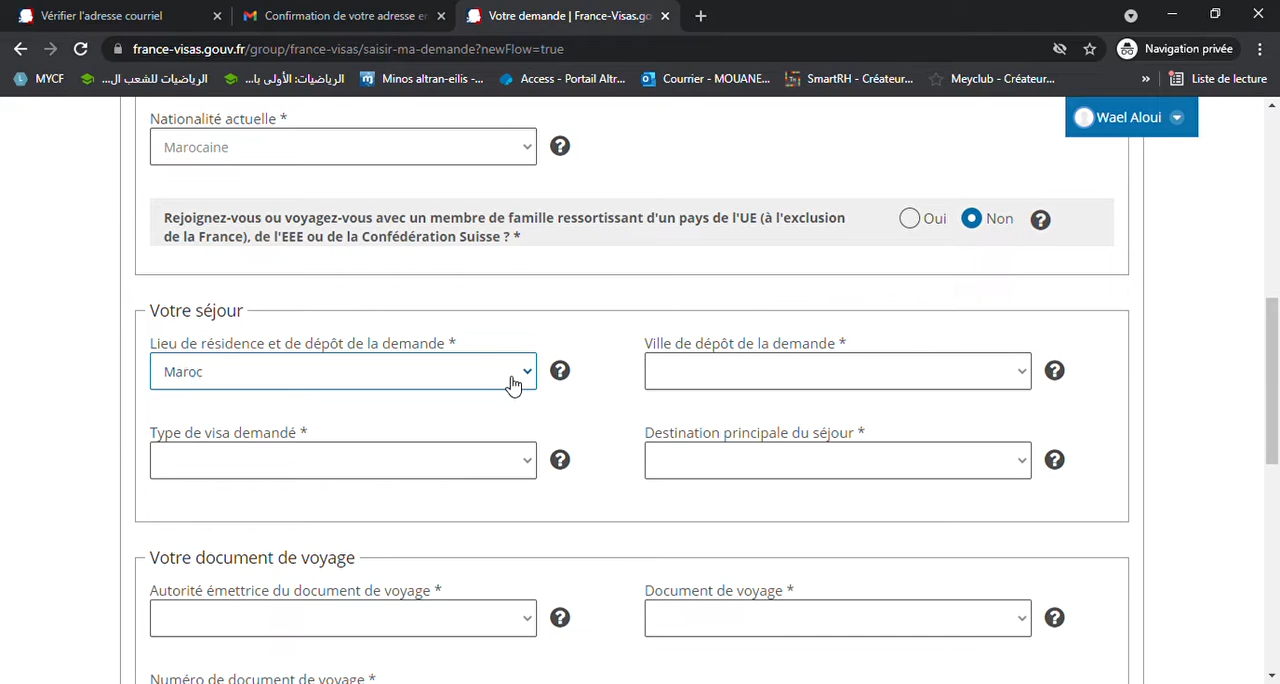 Vérifier l'adresse courriel
Confirmation de votre adresse e
Votre demande | France-Visas.go
france-visas.gouv.fr/group/france-visas/saisir-ma-demande?newFlow=true
Navigation privée
MYCF
الرياضيات للشعب ال...
الرياضيات: الأولى با...
Minos altran-eilis -...
Access - Portail Altr...
Courrier - MOUANE...
SmartRH - Créateur...
Meyclub - Créateur...
»
Liste de lecture
Nationalité actuelle *
Wael Aloui
Marocaine
Rejoignez-vous ou voyagez-vous avec un membre de famille ressortissant d'un pays de l'UE (à l'exclusion
de la France), de l'EEE ou de la Confédération Suisse ? *
Oui
Non
Votre séjour
Lieu de résidence et de dépôt de la demande *
Ville de dépôt de la demande *
Maroc
Type de visa demandé *
Destination principale du séjour *
Votre document de voyage
Autorité émettrice du document de voyage *
Document de voyage *
Numéro de document de voyage *